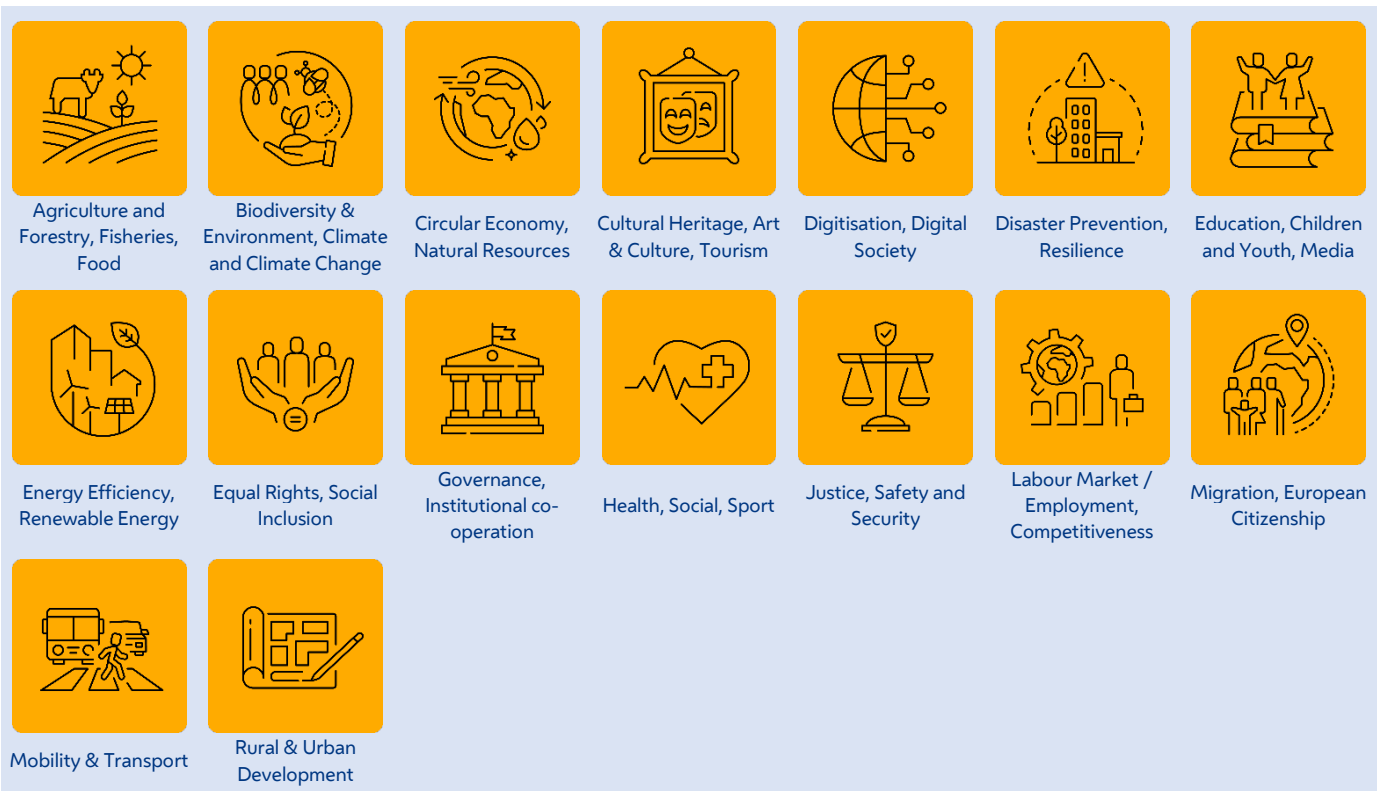 Agriculture and
Forestry, Fisheries,
Food
Biodiversity &
Environment, Climate
and Climate Change
Circular Economy,
Natural Resources
Cultural Heritage, Art
& Culture, Tourism
Digitisation, Digital
Society
Disaster Prevention,
Resilience
Education, Children
and Youth, Media
Energy Efficiency,
Renewable Energy
Equal Rights, Social
Inclusion
Governance,
Institutional co-
operation
Health, Social, Sport
Justice, Safety and
Security
Labour Market /
Employment,
Competitiveness
Migration, European
Citizenship
Mobility & Transport
Rural & Urban
Development